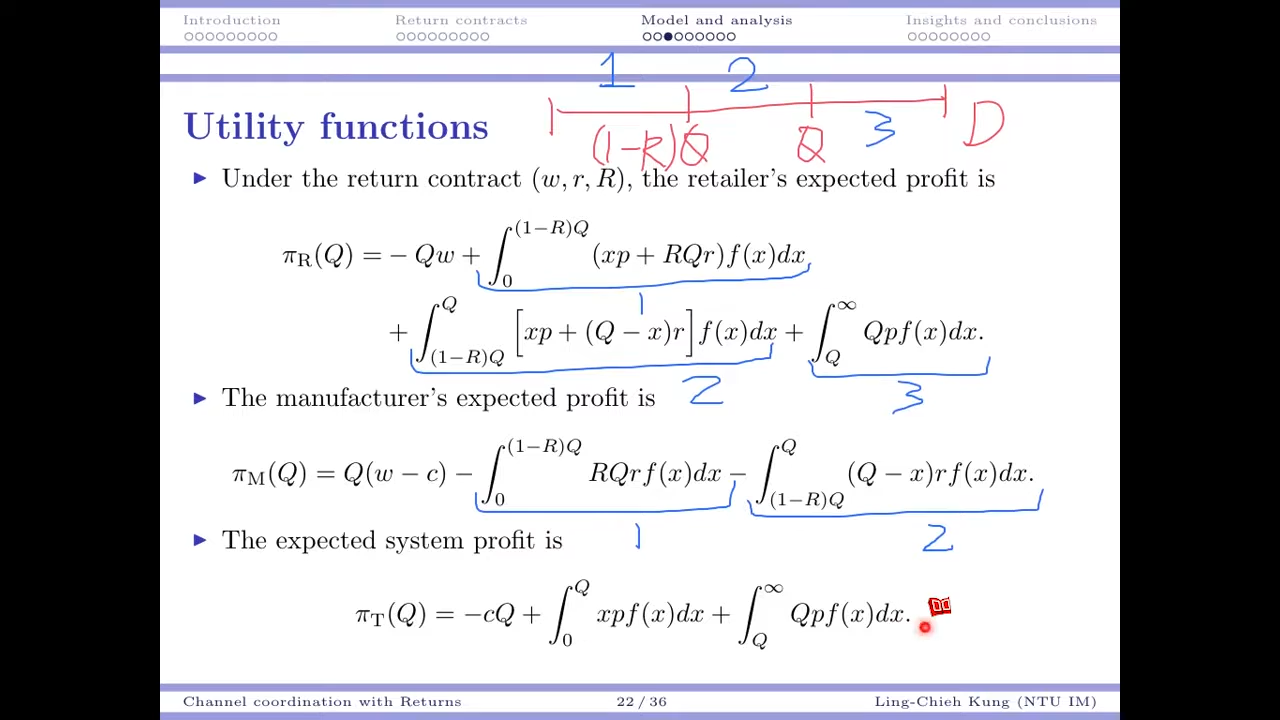 Introduction Return contracts Model and analysis Insights and conclusions
1 2 3
(1-R)Q Q D
Utility functions
Under the return contract (w, r, R), the retailer's expected profit is
π_R(Q) = − Qw + ∫_0^{(1−R)Q} (xp + RQr)f(x)dx
1
+ ∫_{(1−R)Q}^{Q} [xp + (Q − x)r] f(x)dx + ∫_Q^∞ Qpf(x)dx.
2 3
The manufacturer's expected profit is
π_M(Q) = Q(w − c) − ∫_0^{(1−R)Q} RQrf(x)dx − ∫_{(1−R)Q}^{Q} (Q − x)rf(x)dx.
1 2
The expected system profit is
π_T(Q) = −cQ + ∫_0^Q xpf(x)dx + ∫_Q^∞ Qpf(x)dx.
Channel coordination with Returns 22 / 36 Ling-Chieh Kung (NTU IM)